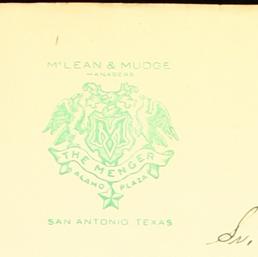 McLEAN & MUDGE
MANAGERS
M
THE MENGER
ALAMO PLAZA
SAN ANTONIO TEXAS